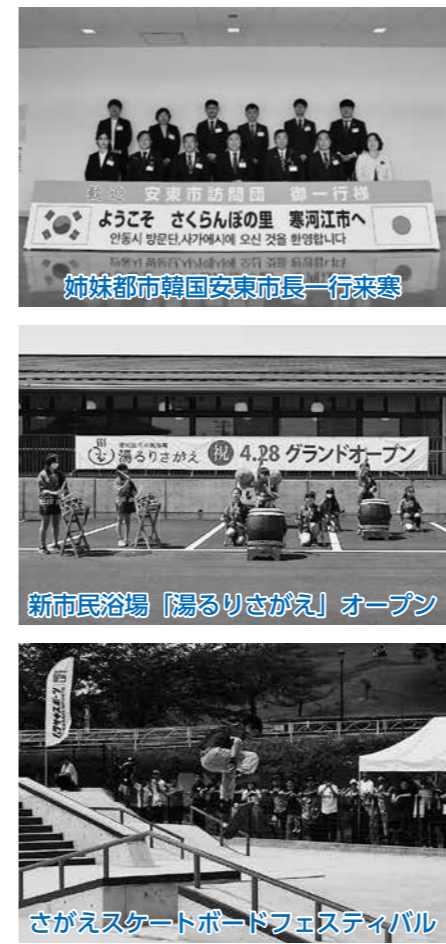 歓迎 安東市訪問団 御一行様
ようこそ さくらんぼの里 寒河江市へ
안동시 방문단,사가에시에 오신 것을 환영합니다
姉妹都市韓国安東市長一行来寒
湯るりさがえ 祝 4.28 グランドオープン
新市民浴場「湯るりさがえ」オープン
さがえスケートボードフェスティバル